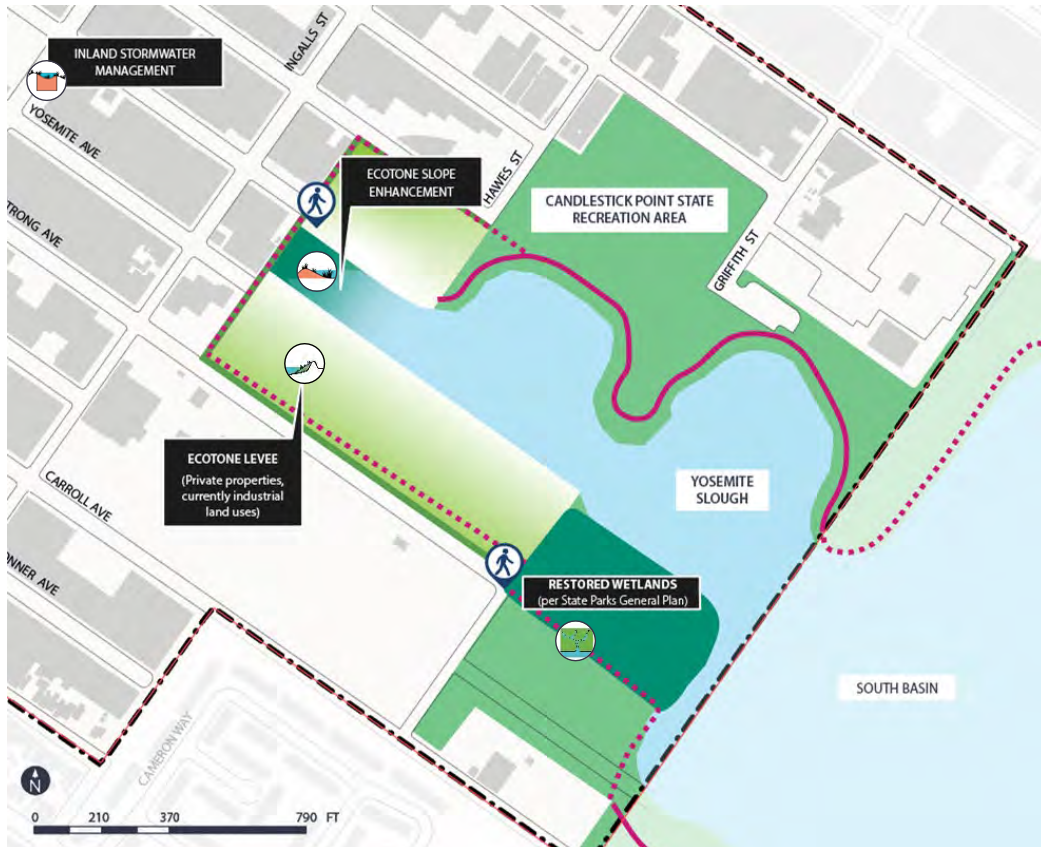 INLAND STORMWATER
MANAGEMENT
INGALLS ST
YOSEMITE AVE
ECOTONE SLOPE
ENHANCEMENT
HAWES ST
CANDLESTICK POINT STATE
RECREATION AREA
TRONG AVE
GRIFFITH ST
ECOTONE LEVEE
(Private properties,
currently industrial
land uses)
YOSEMITE
SLOUGH
CARROLL AVE
RESTORED WETLANDS
(per State Parks General Plan)
ONNER AVE
SOUTH BASIN
CAMERON WAY
N
0 210 370 790 FT